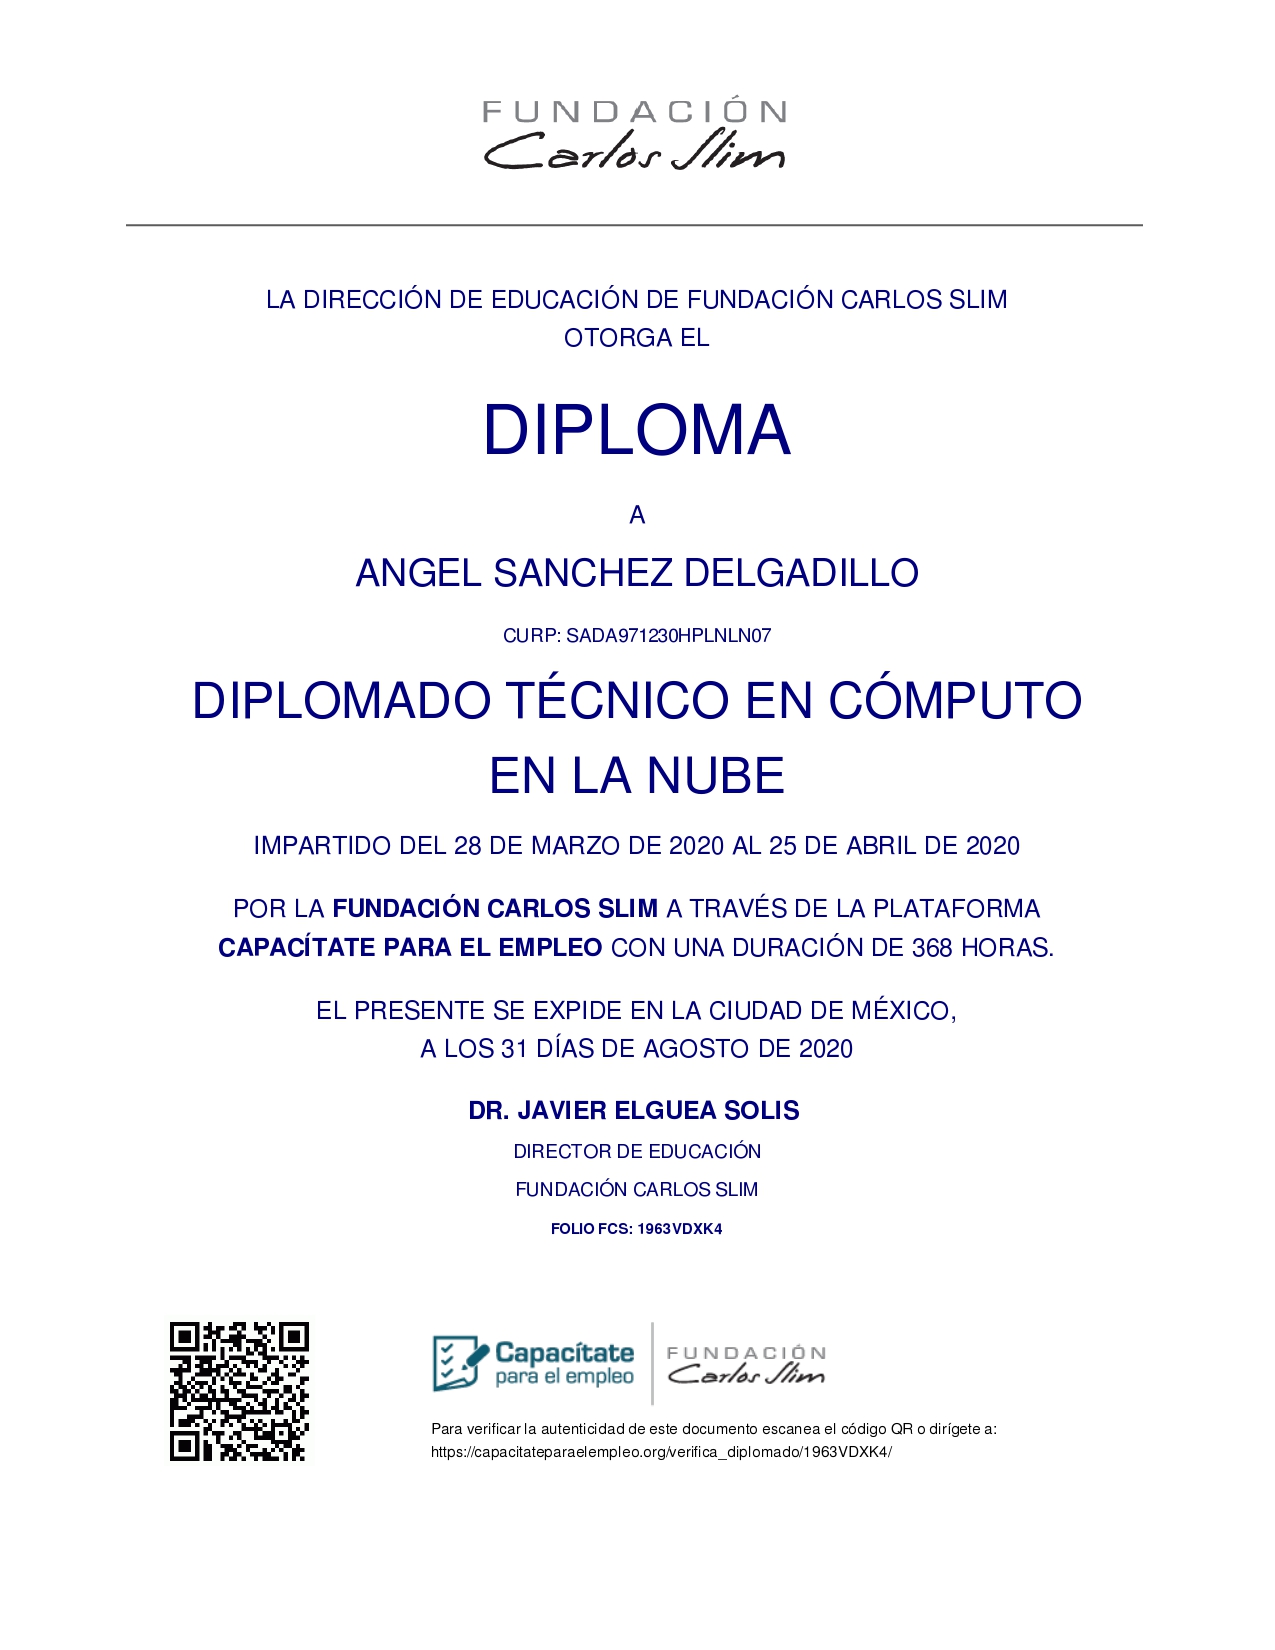 FUNDACIÓN
Carlos Slim
LA DIRECCIÓN DE EDUCACIÓN DE FUNDACIÓN CARLOS SLIM
OTORGA EL
DIPLOMA
A
ANGEL SANCHEZ DELGADILLO
CURP: SADA971230HPLNLN07
DIPLOMADO TÉCNICO EN CÓMPUTO
EN LA NUBE
IMPARTIDO DEL 28 DE MARZO DE 2020 AL 25 DE ABRIL DE 2020
POR LA FUNDACIÓN CARLOS SLIM A TRAVÉS DE LA PLATAFORMA
CAPACÍTATE PARA EL EMPLEO CON UNA DURACIÓN DE 368 HORAS.
EL PRESENTE SE EXPIDE EN LA CIUDAD DE MÉXICO,
A LOS 31 DÍAS DE AGOSTO DE 2020
DR. JAVIER ELGUEA SOLIS
DIRECTOR DE EDUCACIÓN
FUNDACIÓN CARLOS SLIM
FOLIO FCS: 1963VDXK4
Capacítate
para el empleo
FUNDACIÓN
Carlos Slim
Para verificar la autenticidad de este documento escanea el código QR o dirígete a:
https://capacitateparaelempleo.org/verifica_diplomado/1963VDXK4/